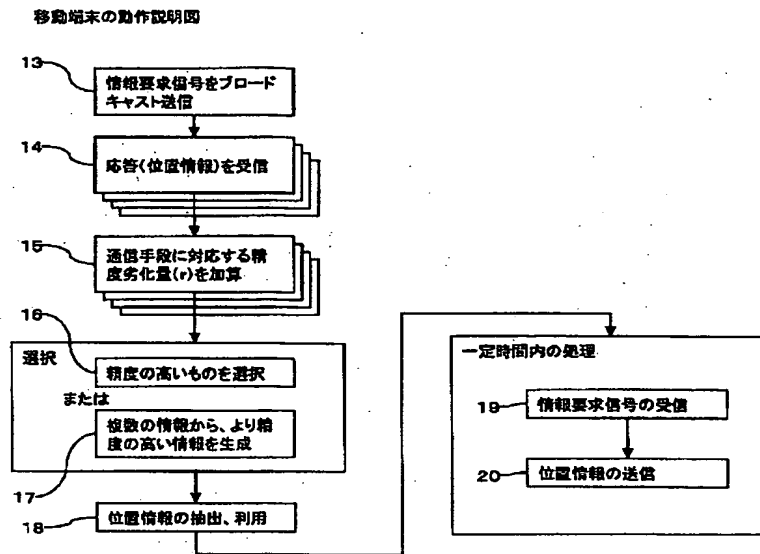 移動端末の動作説明図
13
情報要求信号をブロード
キャスト送信
14
応答(位置情報)を受信
15
通信手段に対応する精
度劣化量(r)を加算
16
選択
精度の高いものを選択
または
複数の情報から、より精
度の高い情報を生成
17
18
位置情報の抽出、利用
一定時間内の処理
19
情報要求信号の受信
20
位置情報の送信